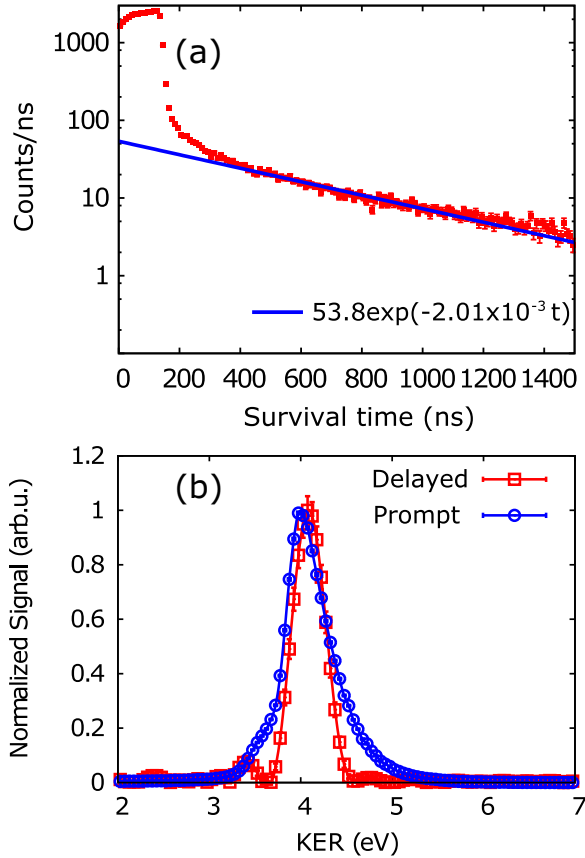 (a)
Counts/ns
1000
100
10
1
53.8exp(-2.01x10⁻³ t)
0 200 400 600 800 1000 1200 1400
Survival time (ns)
(b)
Normalized Signal (arb.u.)
1.2
1
0.8
0.6
0.4
0.2
0
Delayed
Prompt
2 3 4 5 6 7
KER (eV)